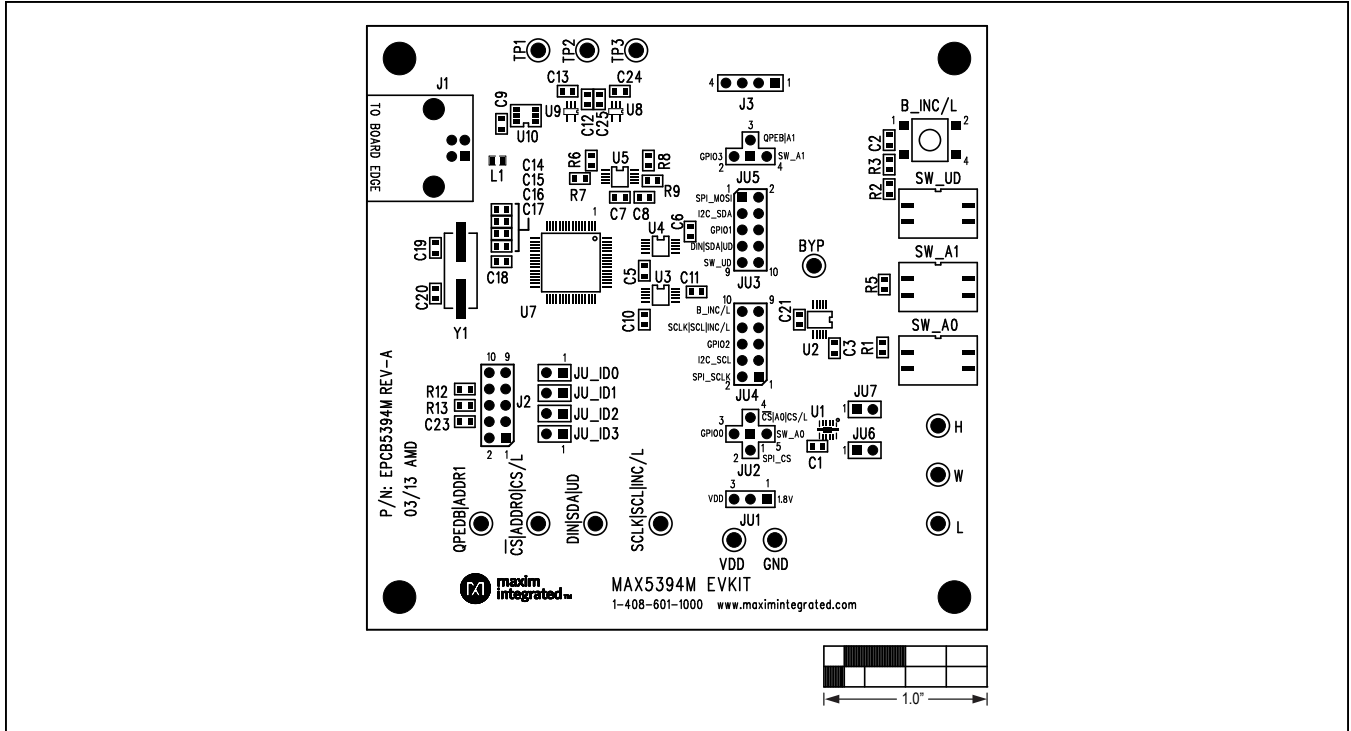 TP1
TP2
TP3
C13
C24
J1
C9
U9
U8
C12
C25
U10
TO BOARD EDGE
4 1
J3
B_INC/L
1 2
4
C2
R3
R2
3
QPEB|A1
GPIO3
SW_A1
2 4
JU5
L1
C14
C15
C16
C17
R6
U5
R8
R7
R9
C7 C8
1 2
SPI_MOSI
I2C_SDA
GPIO1
DIN|SDA|UD
SW_UD
9 10
JU3
SW_UD
C19
C20
Y1
C18
1
U7
U4
C6
C5
U3
C11
C10
BYP
SW_A1
R5
10 9
B_INC/L
SCLK|SCL|INC/L
GPIO2
I2C_SCL
SPI_SCLK
2 1
JU4
C21
U2
C3
R1
SW_A0
P/N: EPCB5394M REV-A
03/13 AMD
10 9
R12
R13
C23
J2
2 1
1
JU_ID0
JU_ID1
JU_ID2
JU_ID3
1
4
CS|A0|CS/L
3
GPIO0
SW_A0
5
2 1
SPI_CS
JU2
U1
C1
JU7
1
JU6
1
H
W
L
3 1
VDD
1.8V
JU1
QPEDB|ADDR1
CS|ADDR0|CS/L
DIN|SDA|UD
SCLK|SCL|INC/L
VDD
GND
maxim
integrated™
MAX5394M EVKIT
1-408-601-1000 www.maximintegrated.com
1.0"